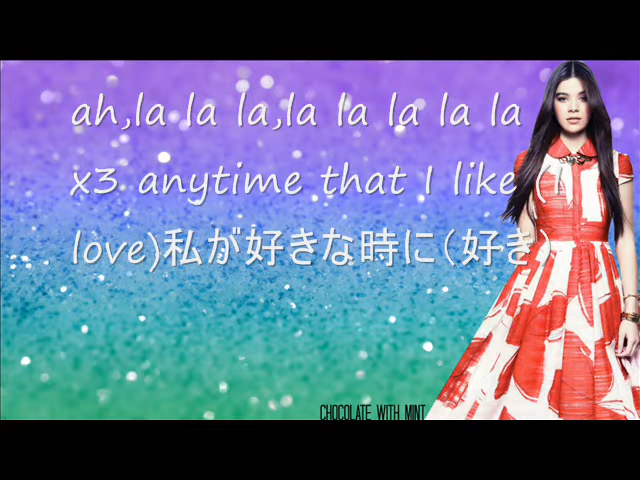 ah,la la la,la la la la la
x3 anytime that I like (I
love)私が好きな時に（好き）
CHOCOLATE WITH MINT